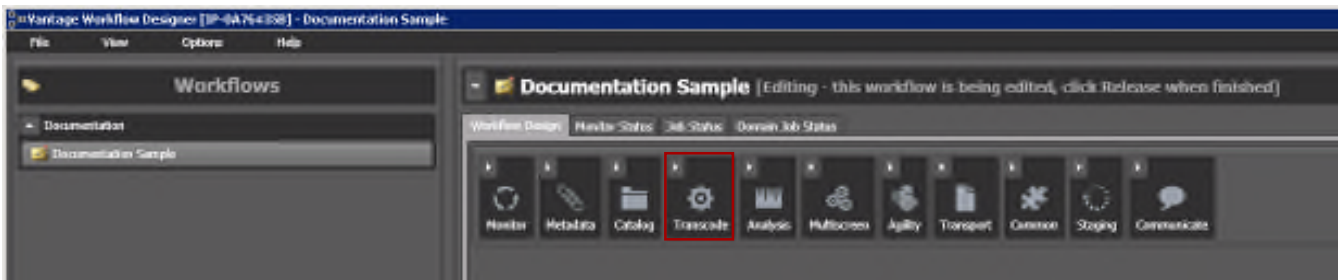 Vantage Workflow Designer [IP-0A76435B] - Documentation Sample
File View Options Help
Workflows
Documentation Sample [Editing - this workflow is being edited, click Release when finished]
Documentation
Workflow Design Monitor Status Job Status Domain Job Status
Documentation Sample
Monitor Metadata Catalog Transcode Analysis Multiscreen Agility Transport Common Staging Communicate